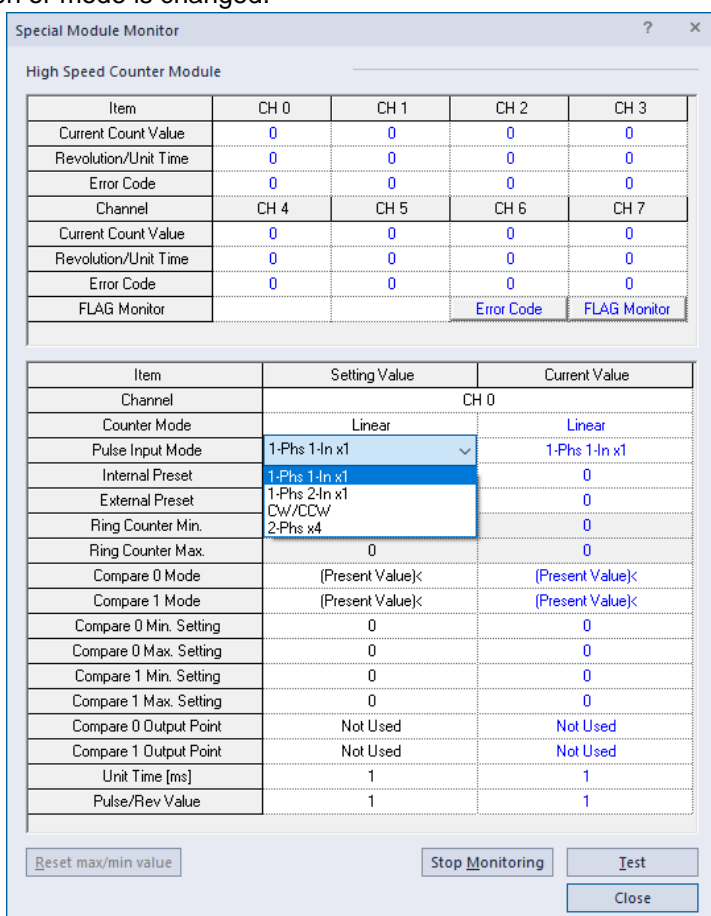 on or mode is changed.
Special Module Monitor ? ×
High Speed Counter Module
Item CH 0 CH 1 CH 2 CH 3
Current Count Value 0 0 0 0
Revolution/Unit Time 0 0 0 0
Error Code 0 0 0 0
Channel CH 4 CH 5 CH 6 CH 7
Current Count Value 0 0 0 0
Revolution/Unit Time 0 0 0 0
Error Code 0 0 0 0
FLAG Monitor Error Code FLAG Monitor
Item Setting Value Current Value
Channel CH 0
Counter Mode Linear Linear
Pulse Input Mode 1-Phs 1-In x1 1-Phs 1-In x1
Internal Preset 1-Phs 1-In x1 0
External Preset 1-Phs 2-In x1 0
CW/CCW
Ring Counter Min. 2-Phs x4 0
Ring Counter Max. 0 0
Compare 0 Mode (Present Value)< (Present Value)<
Compare 1 Mode (Present Value)< (Present Value)<
Compare 0 Min. Setting 0 0
Compare 0 Max. Setting 0 0
Compare 1 Min. Setting 0 0
Compare 1 Max. Setting 0 0
Compare 0 Output Point Not Used Not Used
Compare 1 Output Point Not Used Not Used
Unit Time [ms] 1 1
Pulse/Rev Value 1 1
Reset max/min value Stop Monitoring Test
Close